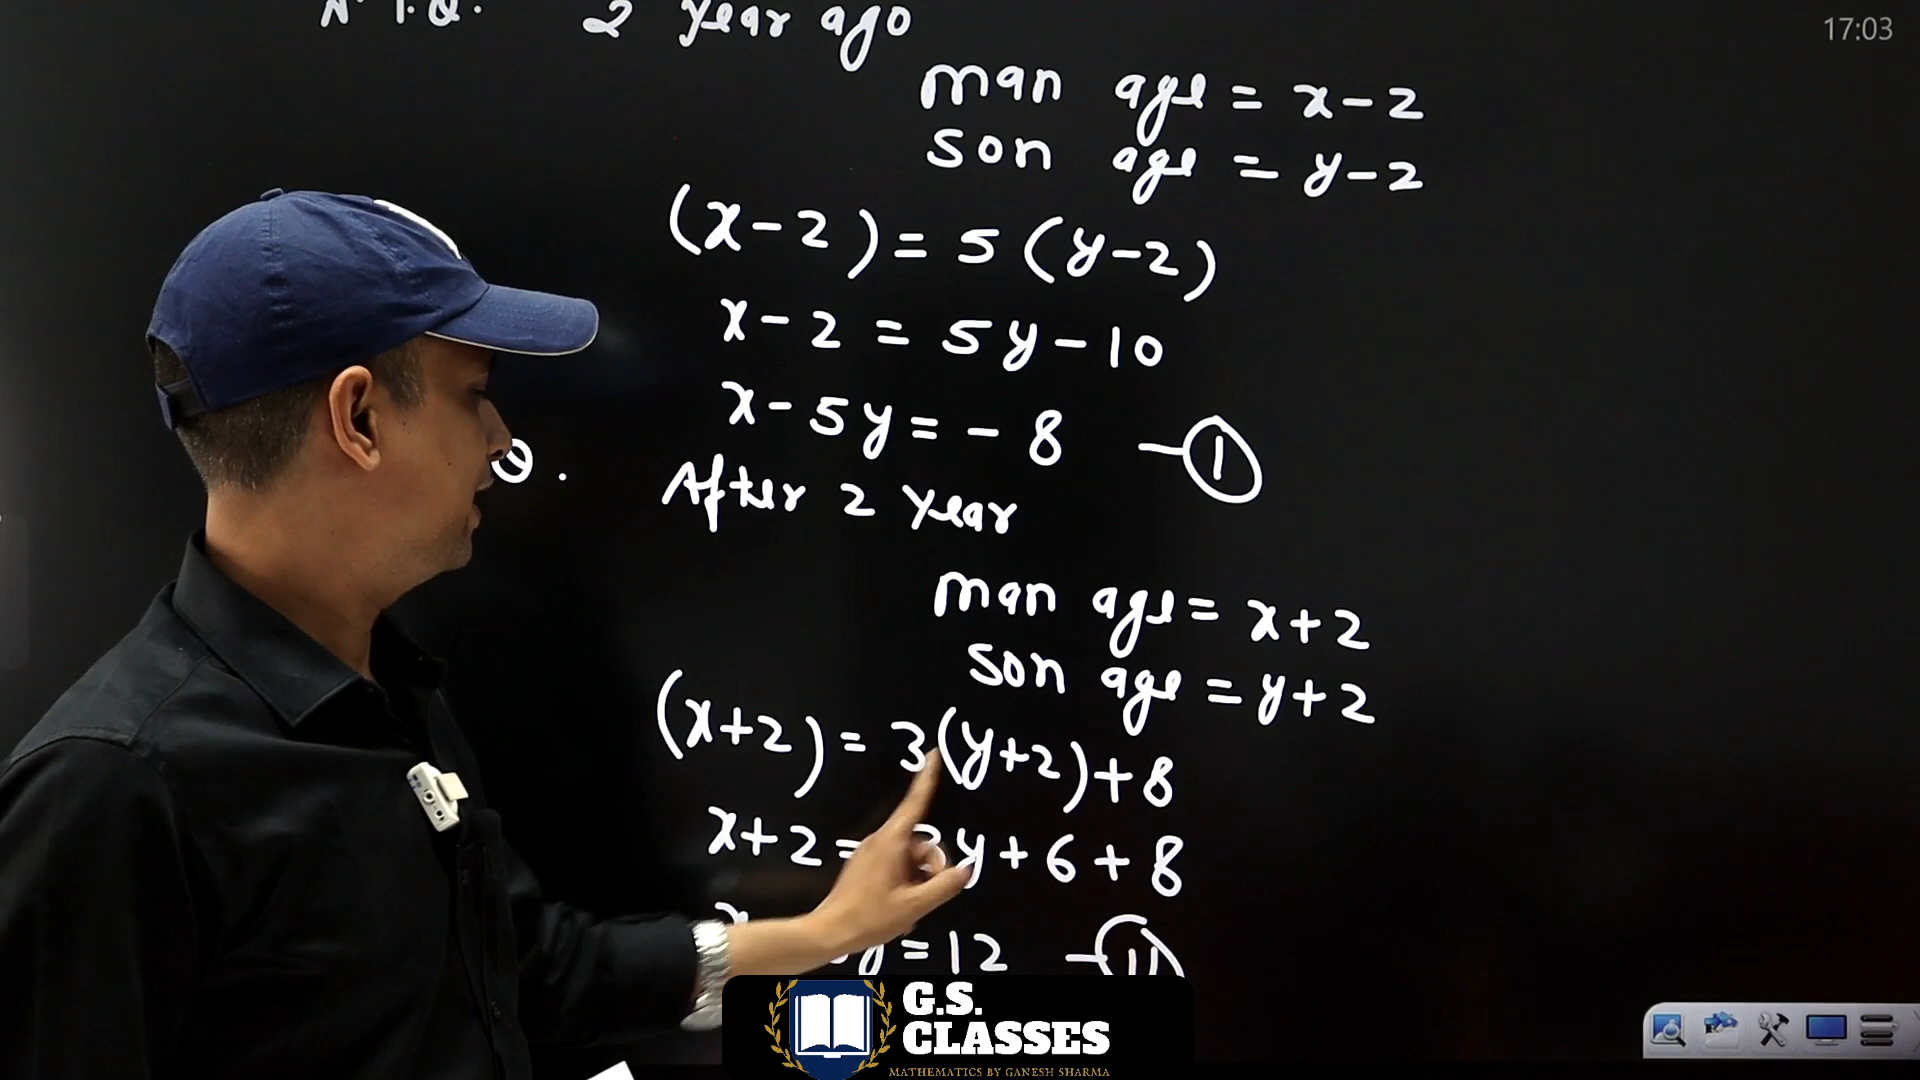 17:03
2 year ago
man age = x-2
son age = y-2
(x-2) = 5(y-2)
x-2 = 5y-10
x-5y = -8 -①
After 2 year
man age = x+2
son age = y+2
(x+2) = 3(y+2)+8
x+2 = 3y+6+8
x y = 12 -⑪
G.S.
CLASSES
MATHEMATICS BY GANESH SHARMA